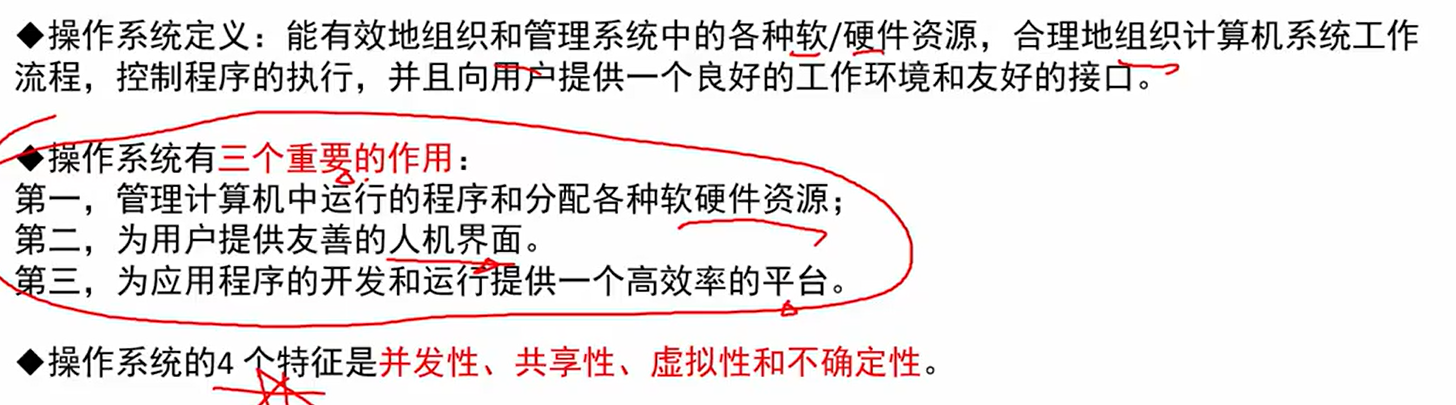 ◆操作系统定义：能有效地组织和管理系统中的各种软/硬件资源，合理地组织计算机系统工作
流程，控制程序的执行，并且向用户提供一个良好的工作环境和友好的接口。
◆操作系统有三个重要的作用：
第一，管理计算机中运行的程序和分配各种软硬件资源；
第二，为用户提供友善的人机界面。
第三，为应用程序的开发和运行提供一个高效率的平台。
◆操作系统的4 个特征是并发性、共享性、虚拟性和不确定性。